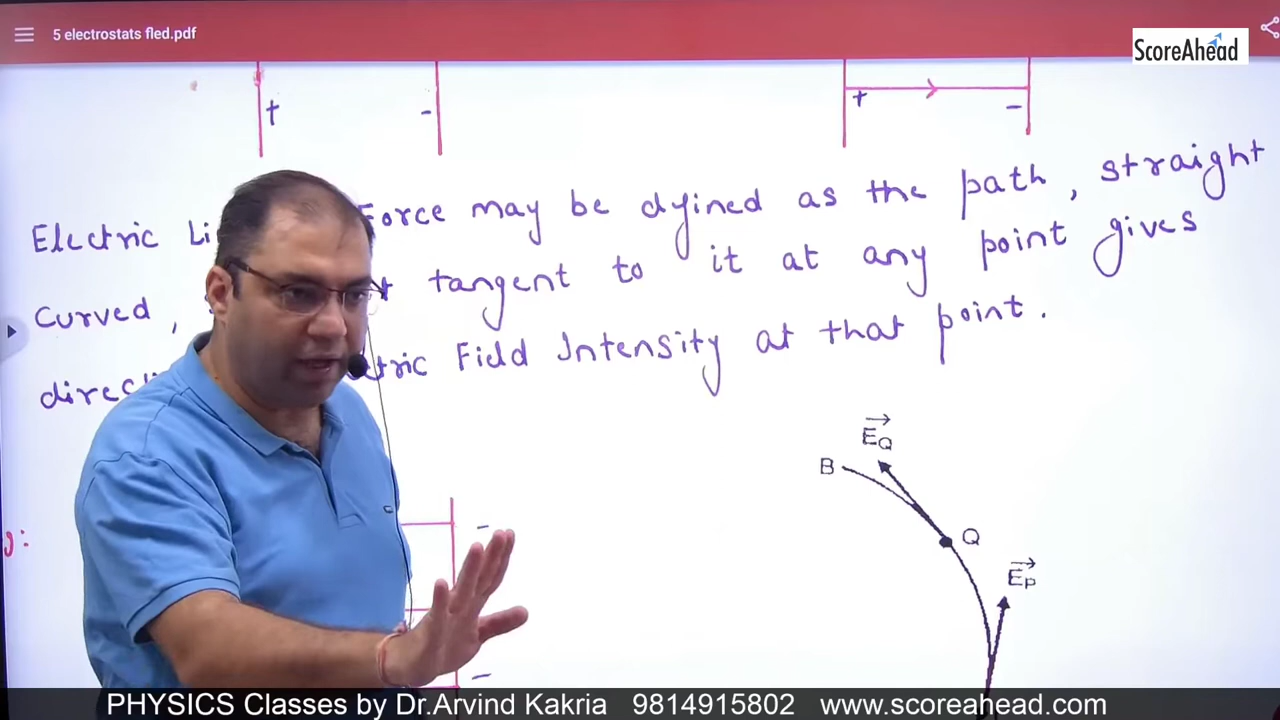 5 electrostats fled.pdf
ScoreAhead
+ - + -
Electric Li Force may be defined as the path, straight
curved, tangent to it at any point gives
direc tric Field Intensity at that point.
E_Q
B
Q
E_P
-
-
PHYSICS Classes by Dr.Arvind Kakria 9814915802 www.scoreahead.com